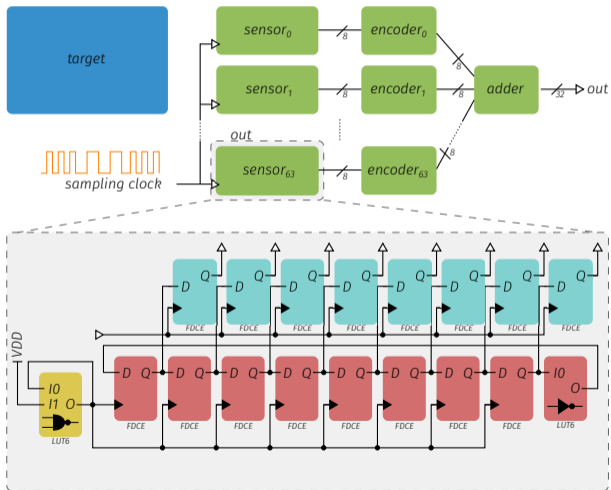 target
sensor0 8 encoder0
8
sensor1 8 encoder1 8 adder 32 out
out
sampling clock
sensor63 8 encoder63 8
Q Q Q Q Q Q Q Q
D D D D D D D D
FDCE FDCE FDCE FDCE FDCE FDCE FDCE FDCE
VDD
D Q D Q D Q D Q D Q D Q D Q D Q I0
I0 O
I1 O
FDCE FDCE FDCE FDCE FDCE FDCE FDCE FDCE LUT6
LUT6